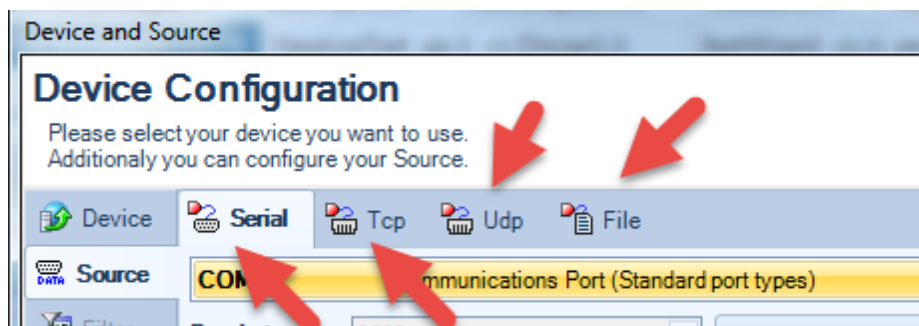 Device and Source
Device Configuration
Please select your device you want to use.
Additionaly you can configure your Source.
Device Serial Tcp Udp File
DATA Source COM mmunications Port (Standard port types)